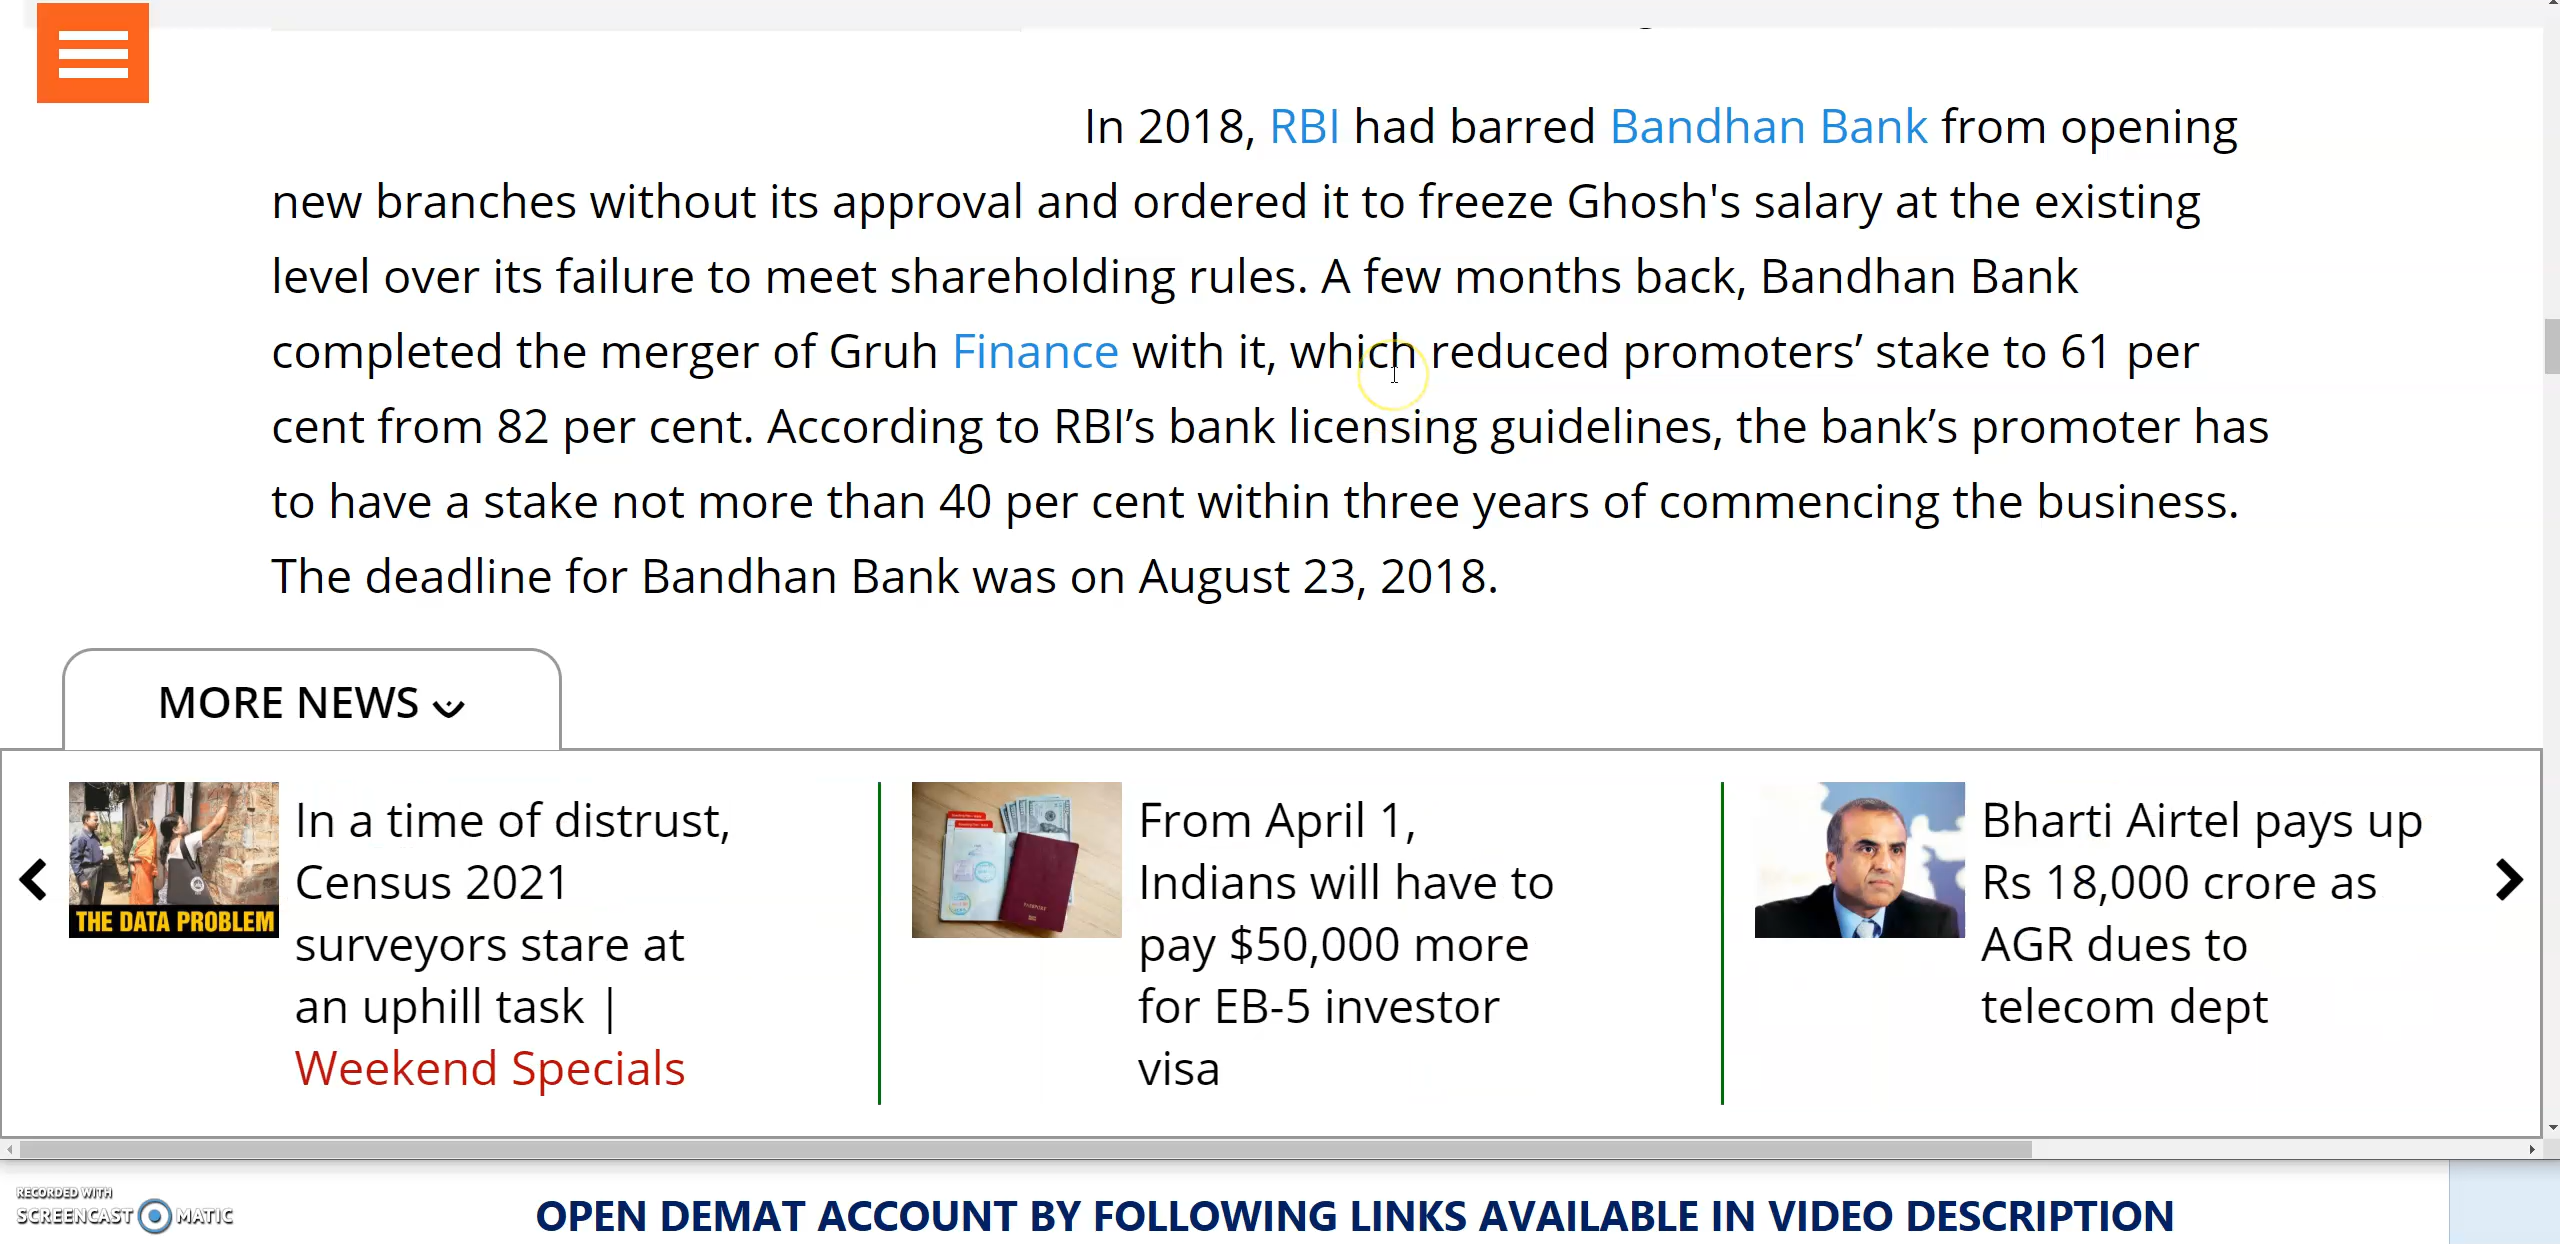 In 2018, RBI had barred Bandhan Bank from opening
new branches without its approval and ordered it to freeze Ghosh's salary at the existing
level over its failure to meet shareholding rules. A few months back, Bandhan Bank
completed the merger of Gruh Finance with it, which reduced promoters’ stake to 61 per
cent from 82 per cent. According to RBI’s bank licensing guidelines, the bank’s promoter has
to have a stake not more than 40 per cent within three years of commencing the business.
The deadline for Bandhan Bank was on August 23, 2018.
MORE NEWS
THE DATA PROBLEM
In a time of distrust,
Census 2021
surveyors stare at
an uphill task |
Weekend Specials
PASSPORT
From April 1,
Indians will have to
pay $50,000 more
for EB-5 investor
visa
Bharti Airtel pays up
Rs 18,000 crore as
AGR dues to
telecom dept
RECORDED WITH
SCREENCAST MATIC
OPEN DEMAT ACCOUNT BY FOLLOWING LINKS AVAILABLE IN VIDEO DESCRIPTION